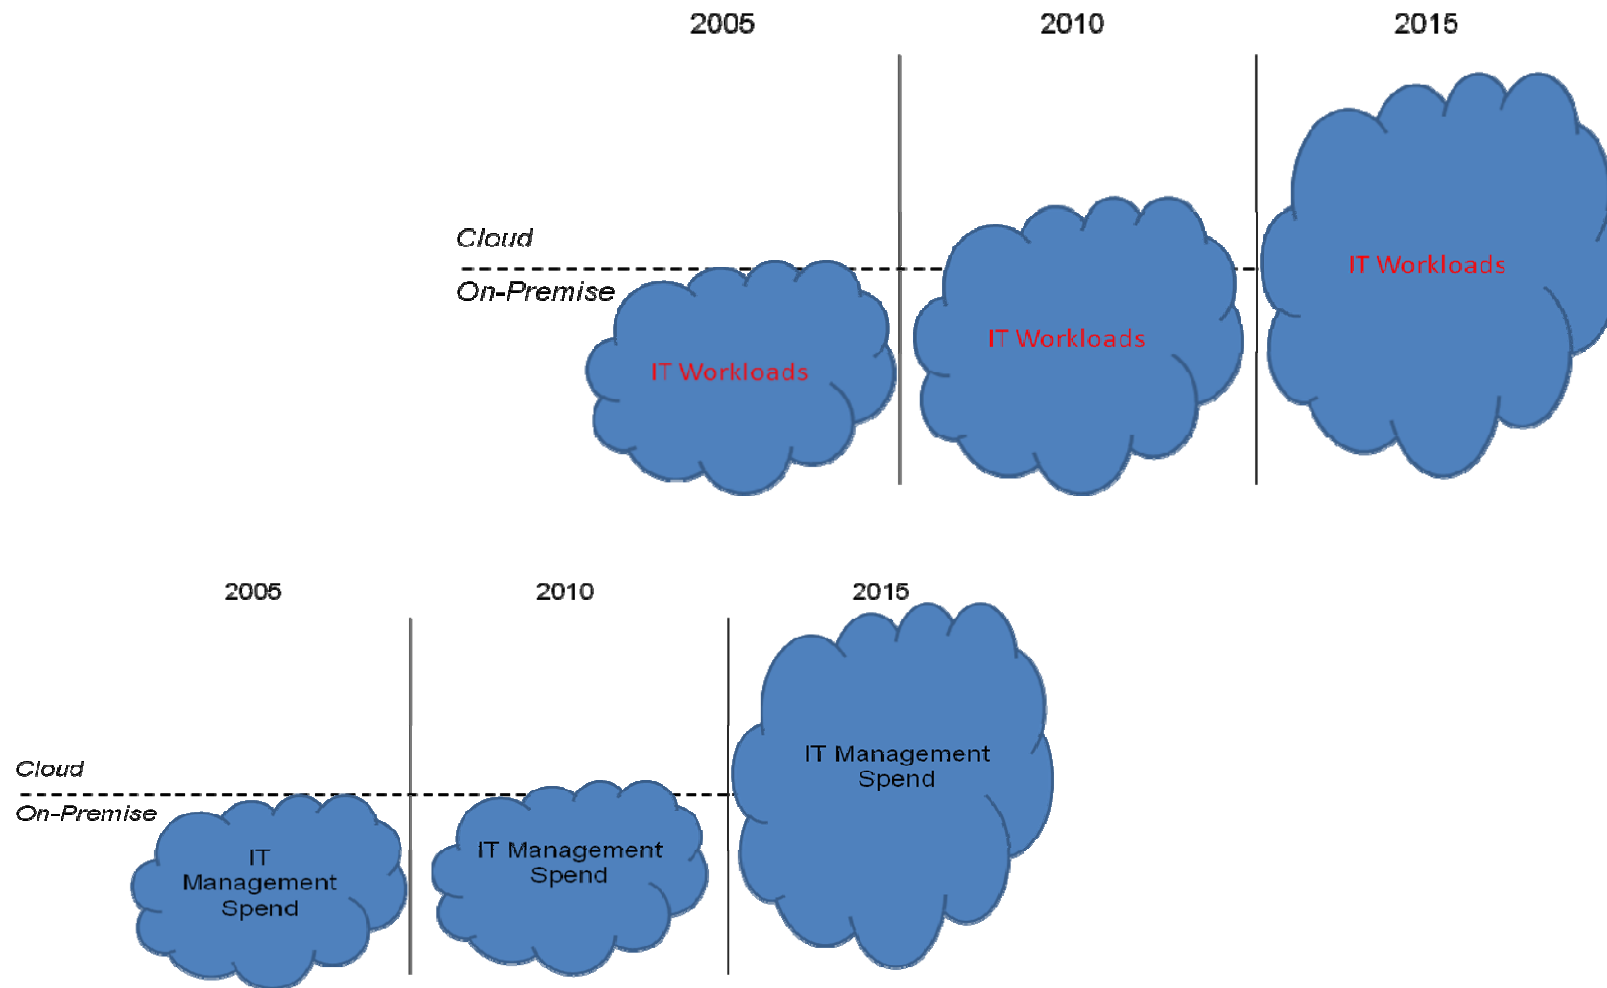 2005
2010
2015
Cloud
On-Premise
IT Workloads
IT Workloads
IT Workloads
2005
2010
2015
Cloud
On-Premise
IT
Management
Spend
IT Management
Spend
IT Management
Spend